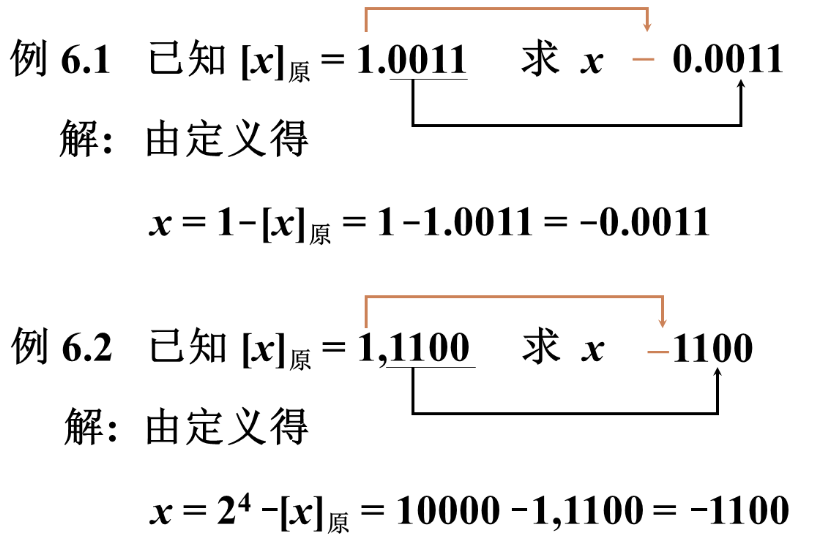 例 6.1 已知 [x]原 = 1.0011 求 x − 0.0011
解: 由定义得
x = 1−[x]原 = 1 −1.0011 = −0.0011
例 6.2 已知 [x]原 = 1,1100 求 x −1100
解: 由定义得
x = 2⁴ −[x]原 = 10000 −1,1100 = −1100